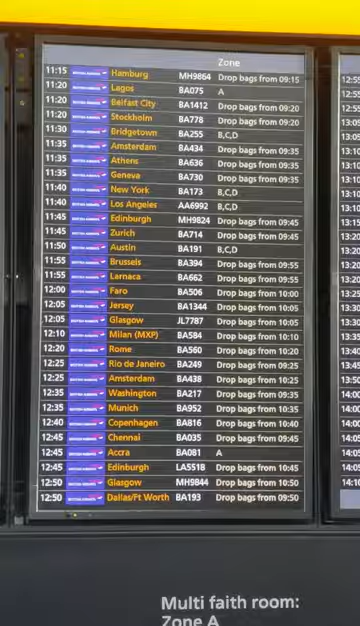 Zone
11:15 Hamburg MH9864 Drop bags from 09:15
11:20 Lagos BA075 A
11:20 Belfast City BA1412 Drop bags from 09:20
11:20 Stockholm BA778 Drop bags from 09:20
11:30 Bridgetown BA255 B,C,D
11:35 Amsterdam BA434 Drop bags from 09:35
11:35 Athens BA636 Drop bags from 09:35
11:35 Geneva BA730 Drop bags from 09:35
11:40 New York BA173 B,C,D
11:40 Los Angeles AA6992 B,C,D
11:45 Edinburgh MH9824 Drop bags from 09:45
11:45 Zurich BA714 Drop bags from 09:45
11:50 Austin BA191 B,C,D
11:55 Brussels BA394 Drop bags from 09:55
11:55 Larnaca BA662 Drop bags from 09:55
12:00 Faro BA506 Drop bags from 10:00
12:05 Jersey BA1344 Drop bags from 10:05
12:05 Glasgow JL7787 Drop bags from 10:05
12:10 Milan (MXP) BA584 Drop bags from 10:10
12:20 Rome BA560 Drop bags from 10:20
12:25 Rio de Janeiro BA249 Drop bags from 09:25
12:25 Amsterdam BA438 Drop bags from 10:25
12:35 Washington BA217 Drop bags from 09:35
12:35 Munich BA952 Drop bags from 10:35
12:40 Copenhagen BA816 Drop bags from 10:40
12:45 Chennai BA035 Drop bags from 09:45
12:45 Accra BA081 A
12:45 Edinburgh LA5518 Drop bags from 10:45
12:50 Glasgow MH9844 Drop bags from 10:50
12:50 Dallas/Ft Worth BA193 Drop bags from 09:50
Multi faith room:
Zone A